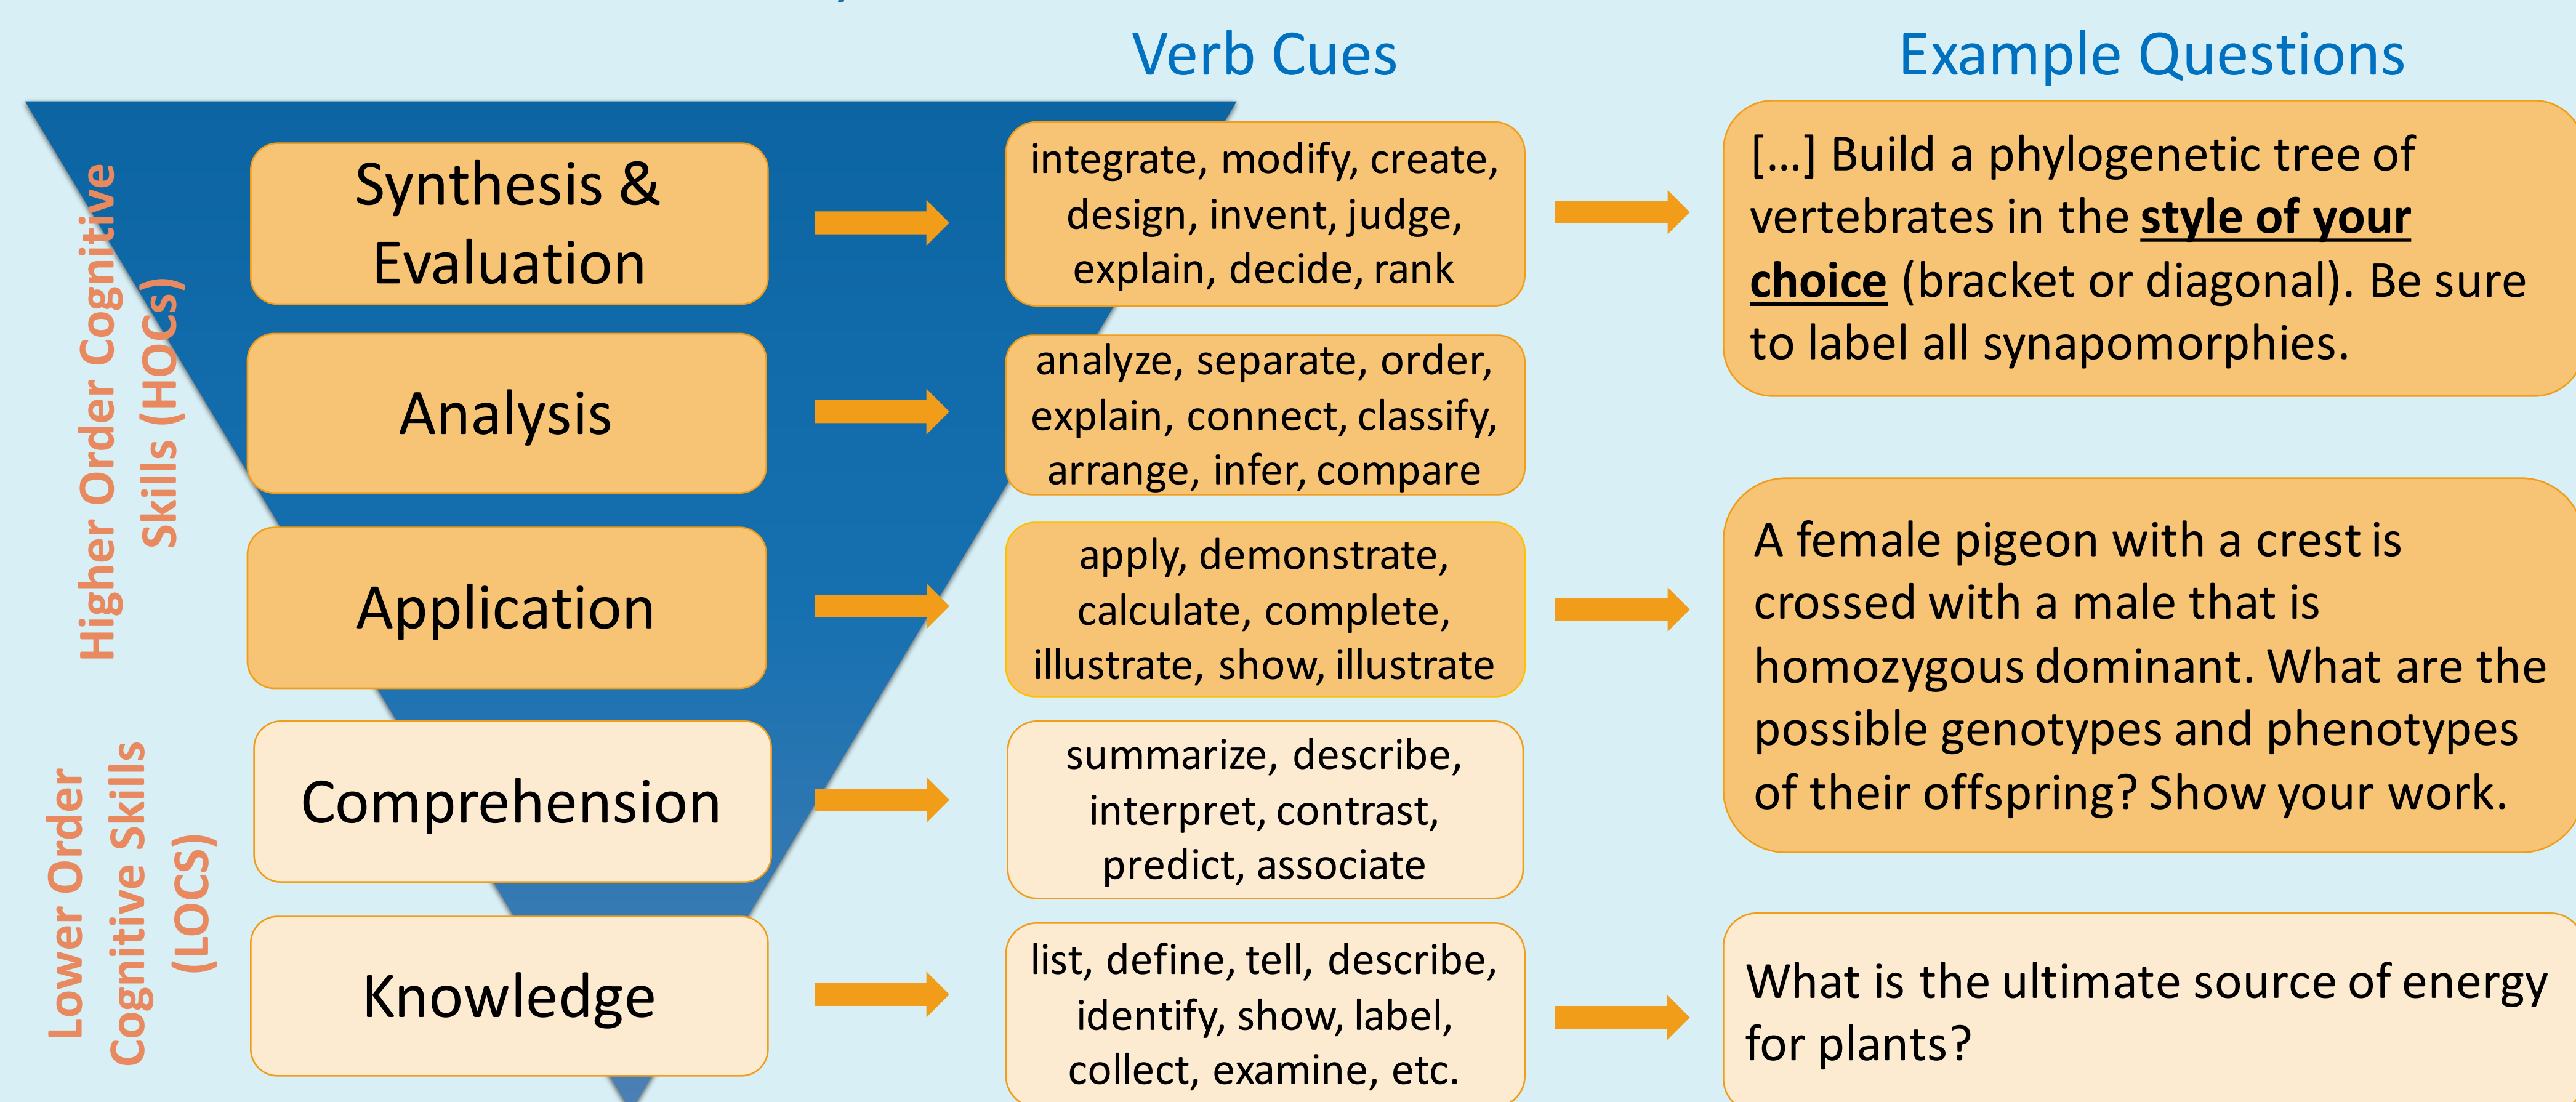 Verb Cues
Example Questions
Higher Order Cognitive
Skills (HOCs)
Synthesis &
Evaluation
integrate, modify, create,
design, invent, judge,
explain, decide, rank
[...] Build a phylogenetic tree of
vertebrates in the style of your
choice (bracket or diagonal). Be sure
to label all synapomorphies.
Analysis
analyze, separate, order,
explain, connect, classify,
arrange, infer, compare
Application
apply, demonstrate,
calculate, complete,
illustrate, show, illustrate
A female pigeon with a crest is
crossed with a male that is
homozygous dominant. What are the
possible genotypes and phenotypes
of their offspring? Show your work.
Lower Order
Cognitive Skills
(LOCS)
Comprehension
summarize, describe,
interpret, contrast,
predict, associate
Knowledge
list, define, tell, describe,
identify, show, label,
collect, examine, etc.
What is the ultimate source of energy
for plants?